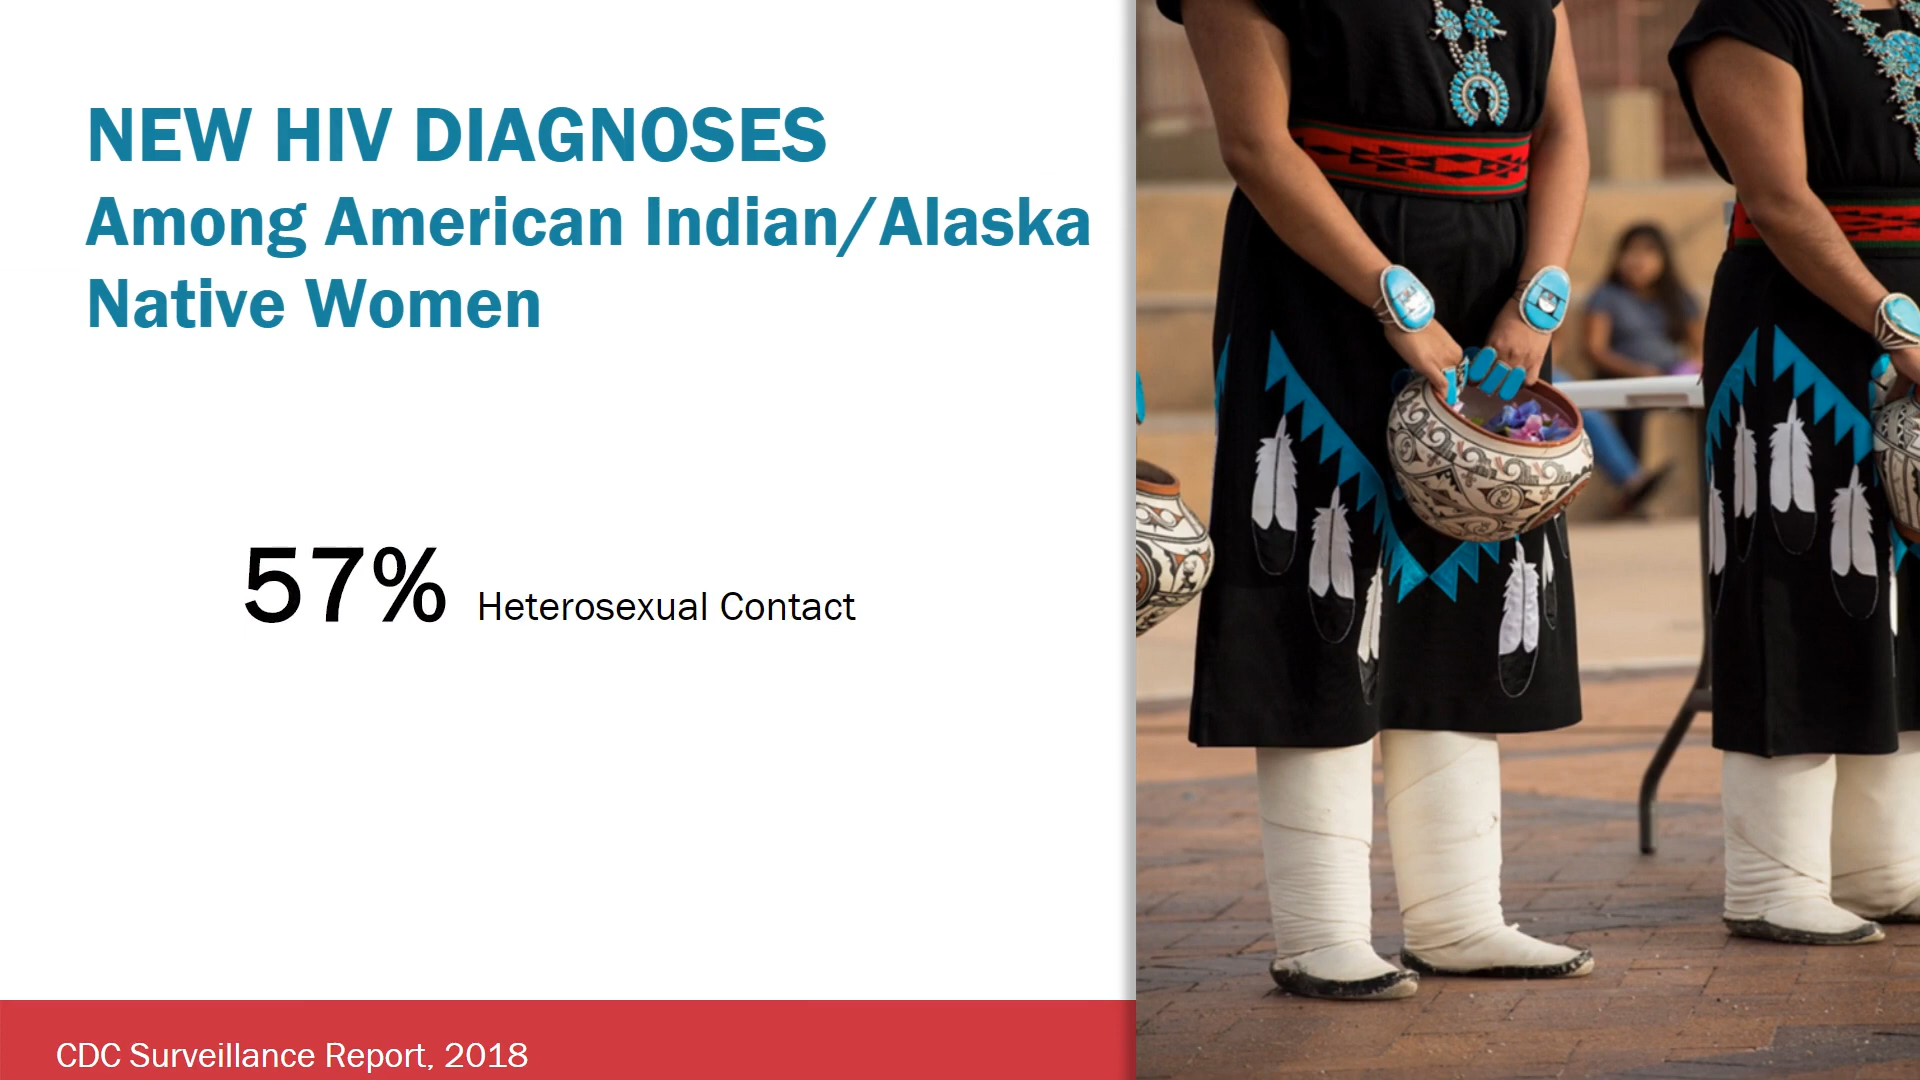 NEW HIV DIAGNOSES
Among American Indian/Alaska
Native Women
57% Heterosexual Contact
CDC Surveillance Report, 2018